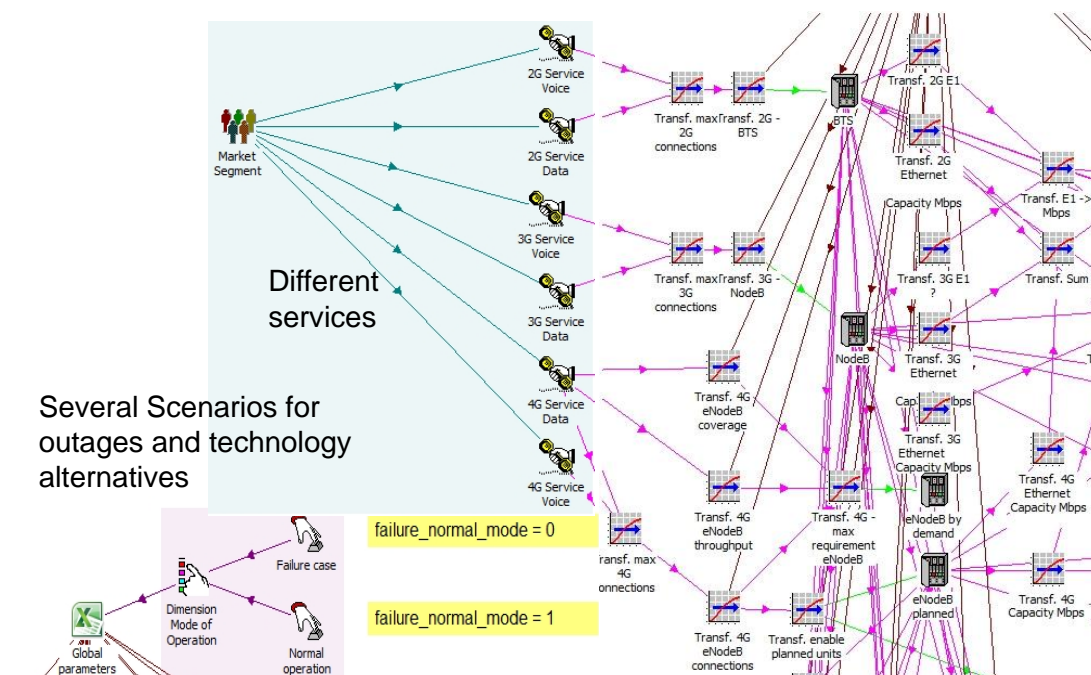 2G Service
Voice
Transf. 2G E1
Transf. max
2G
connections
Transf. 2G -
BTS
BTS
Market
Segment
2G Service
Data
Transf. 2G
Ethernet
Capacity Mbps
Transf. E1 ->
Mbps
3G Service
Voice
Different
services
Transf. max
3G
connections
Transf. 3G -
NodeB
Transf. 3G E1
?
Transf. Sum
3G Service
Data
NodeB
Transf. 3G
Ethernet
Several Scenarios for
outages and technology
alternatives
4G Service
Data
Transf. 4G
eNodeB
coverage
Transf. 3G
Ethernet
Capacity Mbps
4G Service
Voice
Transf. 4G
Ethernet
Capacity Mbps
Transf. 4G
eNodeB
throughput
Transf. 4G -
max
requirement
eNodeB
eNodeB by
demand
failure_normal_mode = 0
Failure case
max
4G
Dimension
Mode of
Operation
failure_normal_mode = 1
eNodeB
planned
Transf. 4G
Capacity Mbps
Global
parameters
Normal
operation
Transf. 4G
eNodeB
connections
Transf. enable
planned units